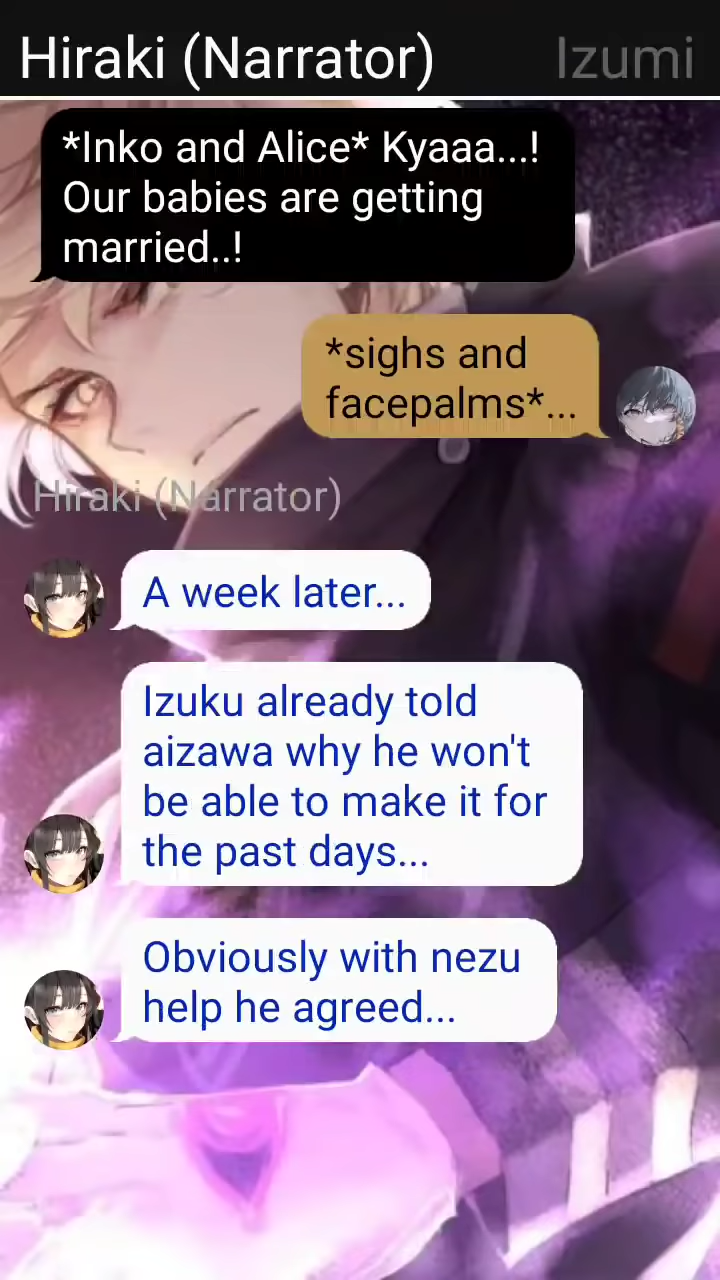 Hiraki (Narrator) Izumi
*Inko and Alice* Kyaaa...!
Our babies are getting
married..!
*sighs and
facepalms*...
Hiraki (Narrator)
A week later...
Izuku already told
aizawa why he won't
be able to make it for
the past days...
Obviously with nezu
help he agreed...